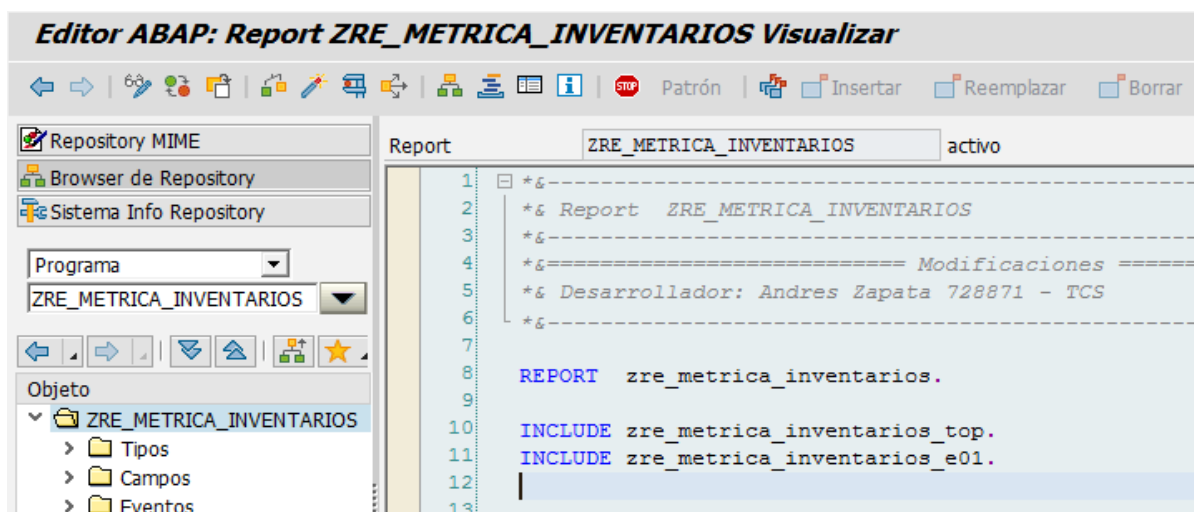 Editor ABAP: Report ZRE_METRICA_INVENTARIOS Visualizar
STOP Patrón Insertar Reemplazar Borrar
Repository MIME
Browser de Repository
Sistema Info Repository
Programa
ZRE_METRICA_INVENTARIOS
Objeto
ZRE_METRICA_INVENTARIOS
Tipos
Campos
Eventos
Report ZRE_METRICA_INVENTARIOS activo
1 *&-------------------------------------------------
2 *& Report  ZRE_METRICA_INVENTARIOS
3 *&-------------------------------------------------
4 *&=========================== Modificaciones ======
5 *& Desarrollador: Andres Zapata 728871 - TCS
6 *&-------------------------------------------------
7
8 REPORT  zre_metrica_inventarios.
9
10 INCLUDE zre_metrica_inventarios_top.
11 INCLUDE zre_metrica_inventarios_e01.
12
13